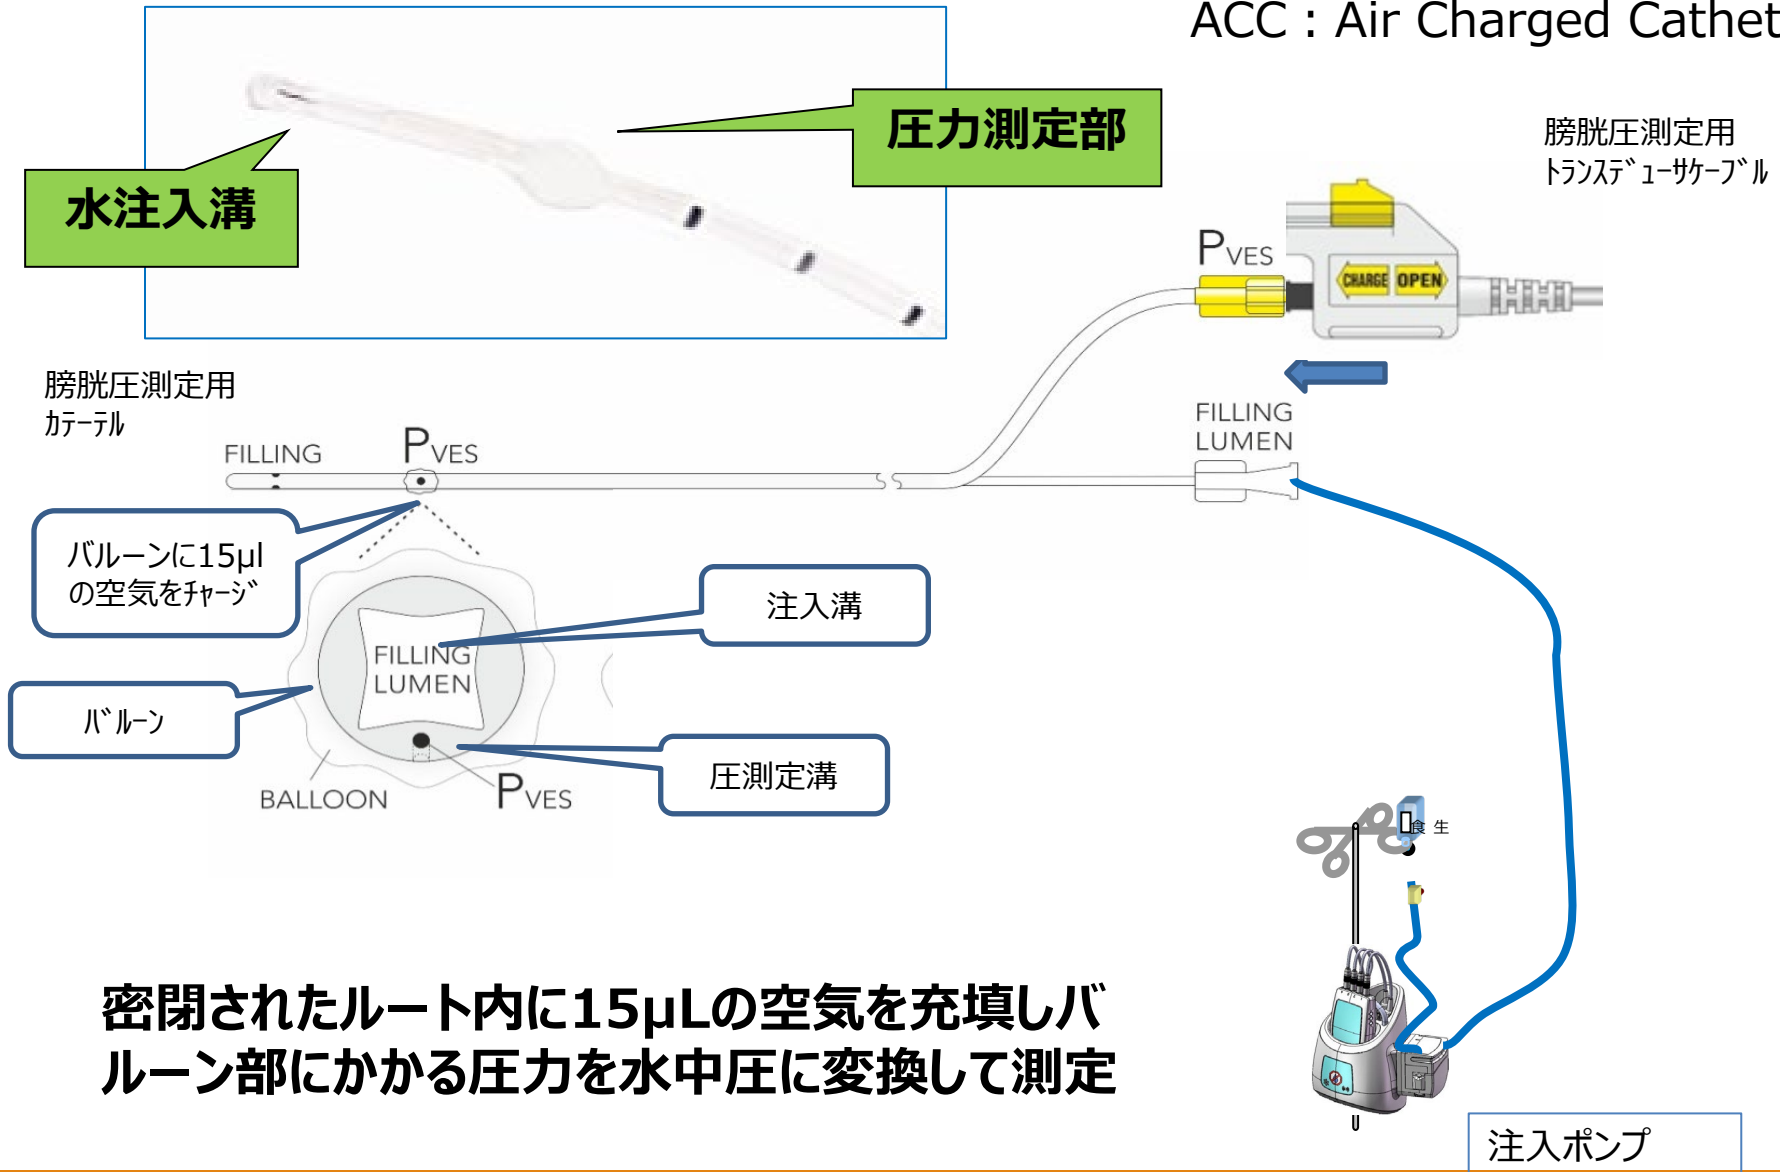 ACC : Air Charged Cathet
圧力測定部
水注入溝
膀胱圧測定用
ﾄﾗﾝｽﾃﾞｭｰｻｹｰﾌﾞﾙ
PVES
CHARGE OPEN
膀胱圧測定用
ｶﾃｰﾃﾙ
FILLING
PVES
FILLING
LUMEN
バルーンに15μl
の空気をﾁｬｰｼﾞ
注入溝
FILLING
LUMEN
ﾊﾞﾙｰﾝ
圧測定溝
BALLOON
PVES
食 生
密閉されたルート内に15μLの空気を充填しバ
ルーン部にかかる圧力を水中圧に変換して測定
注入ポンプ